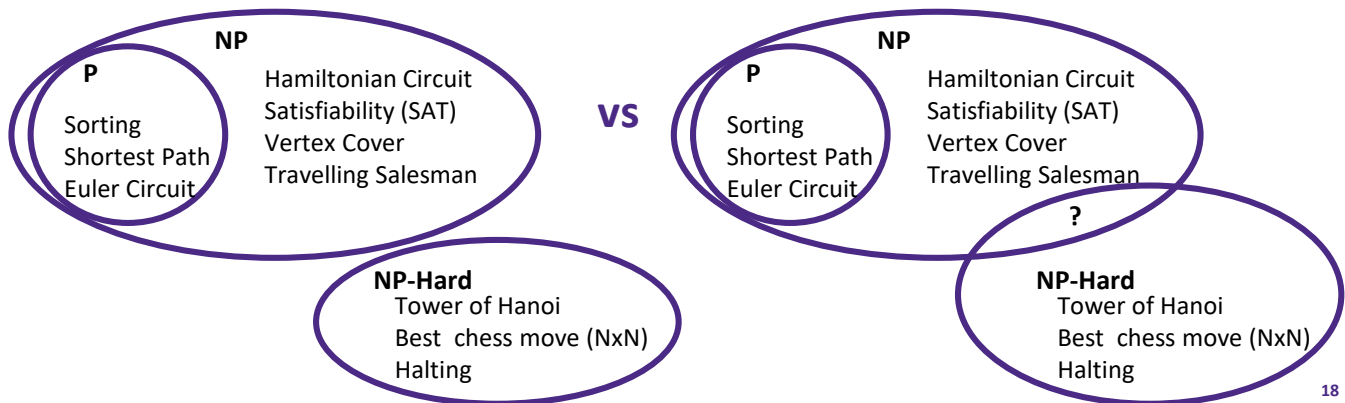 NP
P
Hamiltonian Circuit
Satisfiability (SAT)
Vertex Cover
Travelling Salesman
Sorting
Shortest Path
Euler Circuit
NP-Hard
Tower of Hanoi
Best chess move (NxN)
Halting
vs
NP
P
Hamiltonian Circuit
Satisfiability (SAT)
Vertex Cover
Travelling Salesman
Sorting
Shortest Path
Euler Circuit
?
NP-Hard
Tower of Hanoi
Best chess move (NxN)
Halting
18